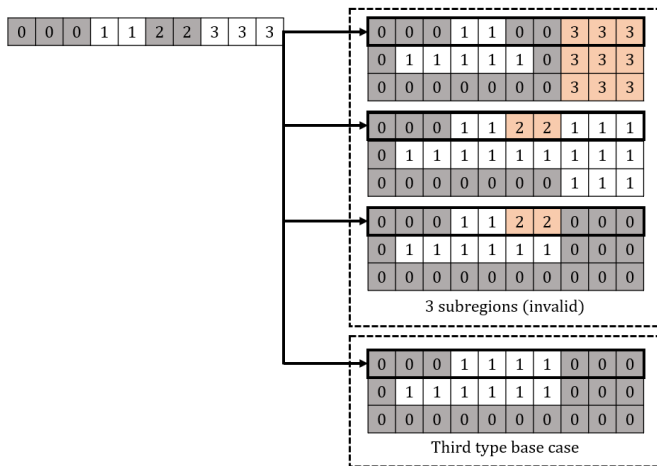 0 0 0 1 1 2 2 3 3 3
0 0 0 1 1 0 0 3 3 3
0 1 1 1 1 1 0 3 3 3
0 0 0 0 0 0 0 3 3 3
0 0 0 1 1 2 2 1 1 1
0 1 1 1 1 1 1 1 1 1
0 0 0 0 0 0 0 1 1 1
0 0 0 1 1 2 2 0 0 0
0 1 1 1 1 1 1 0 0 0
0 0 0 0 0 0 0 0 0 0
3 subregions (invalid)
0 0 0 1 1 1 1 0 0 0
0 1 1 1 1 1 1 0 0 0
0 0 0 0 0 0 0 0 0 0
Third type base case